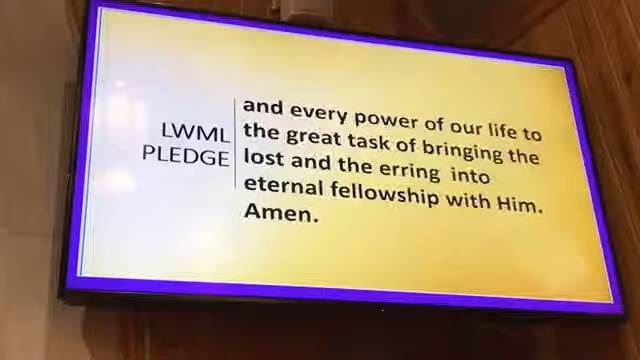 LWML
PLEDGE
and every power of our life to
the great task of bringing the
lost and the erring into
eternal fellowship with Him.
Amen.